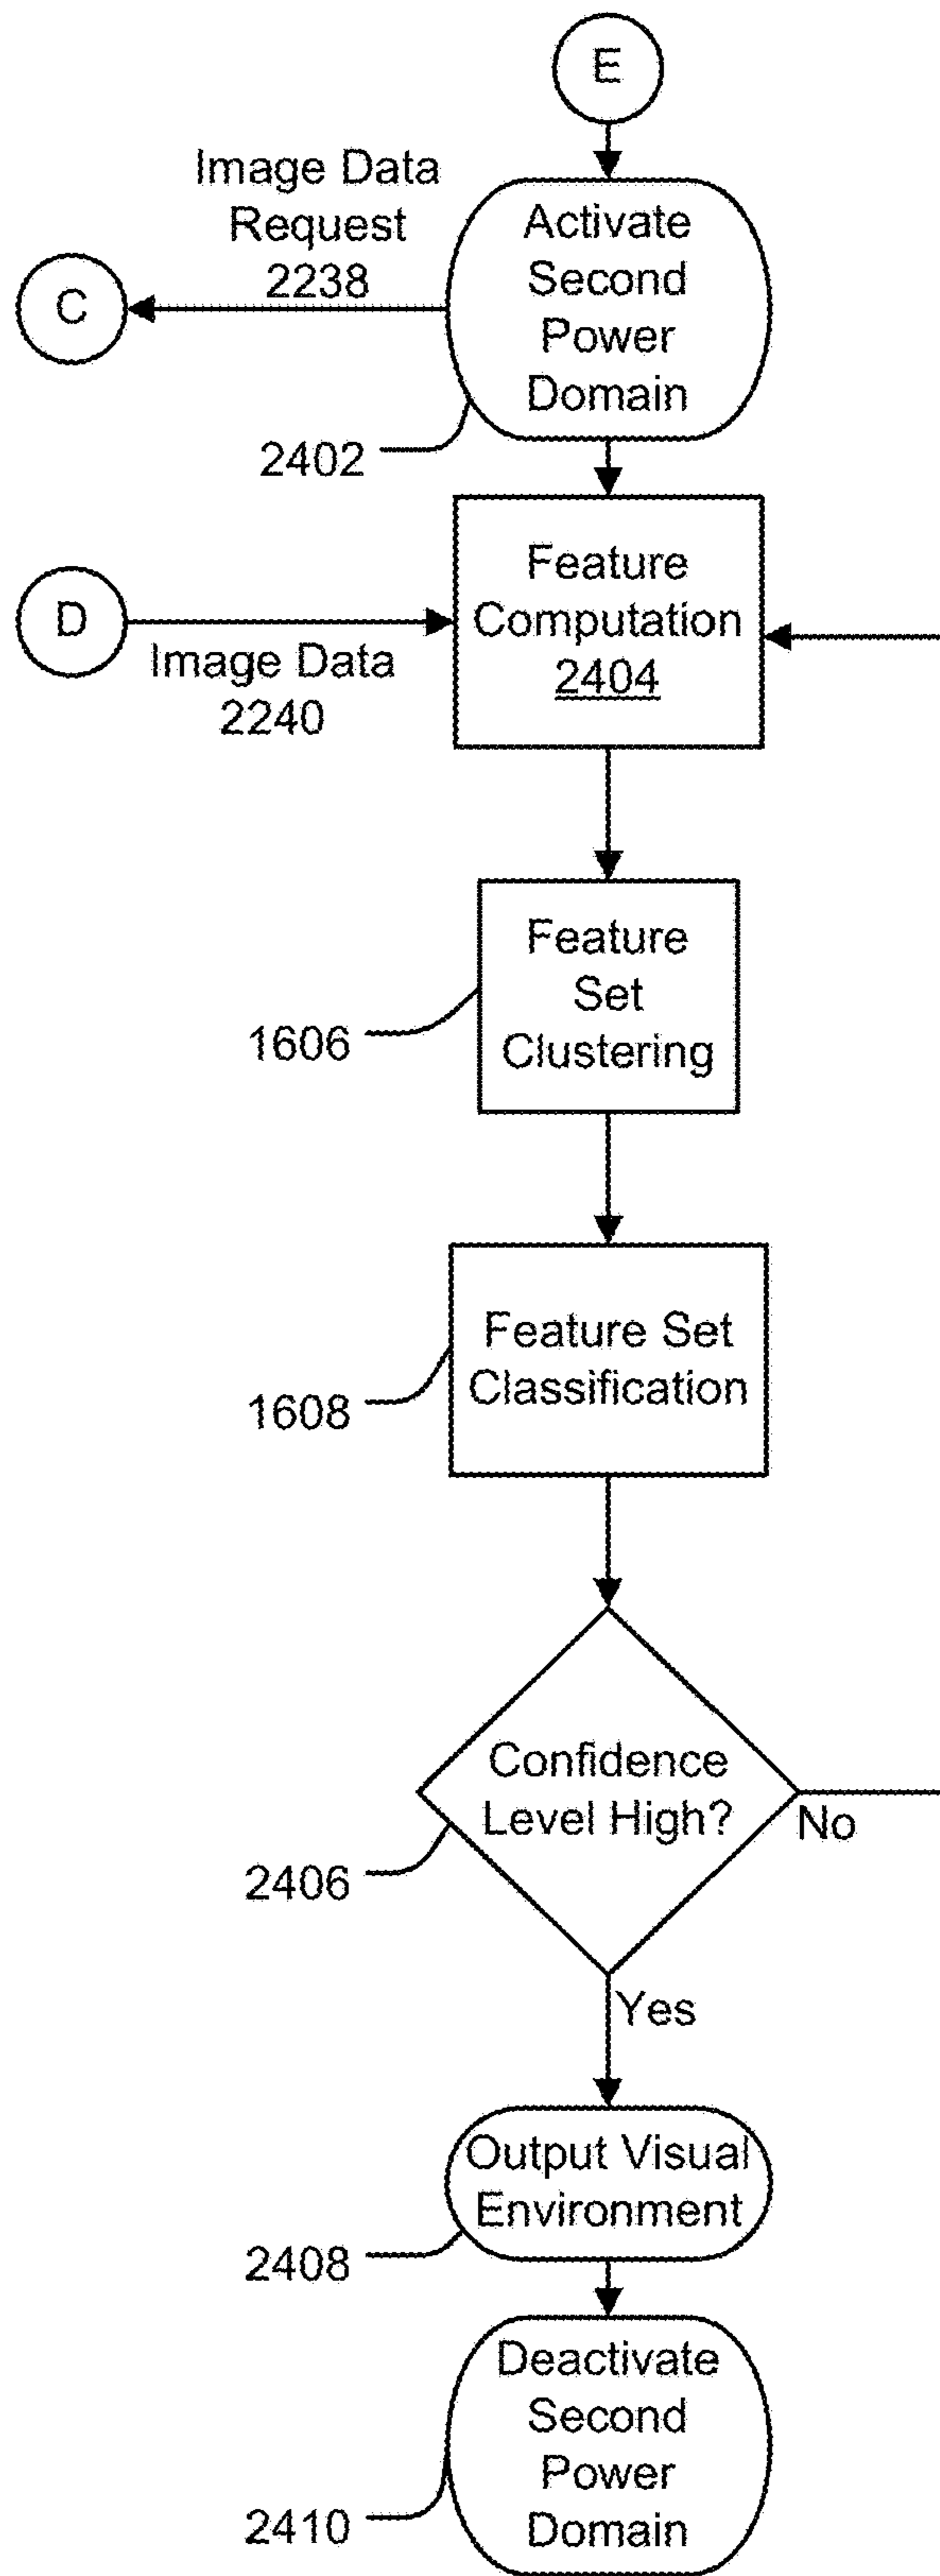 E
Image Data
Request
2238
C
Activate
Second
Power
Domain
2402
D
Image Data
2240
Feature
Computation
2404
Feature
Set
Clustering
1606
Feature Set
Classification
1608
Confidence
Level High?
No
2406
Yes
Output Visual
Environment
2408
Deactivate
Second
Power
Domain
2410